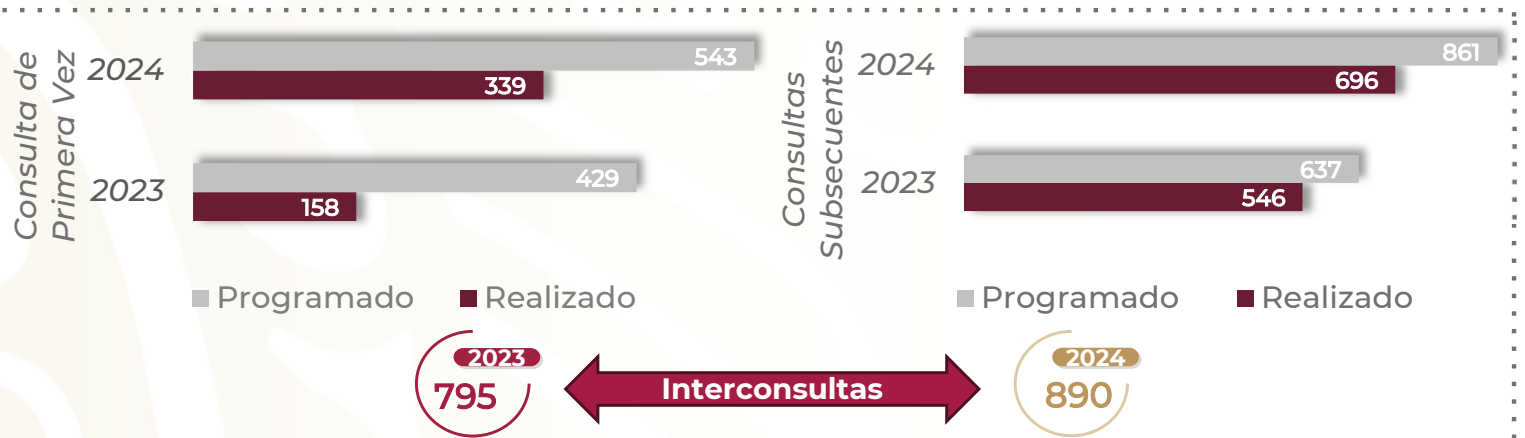 Consulta de
Primera Vez
2024
543
339
2023
429
158
Programado
Realizado
Consultas
Subsecuentes
2024
861
696
2023
637
546
Programado
Realizado
2023
795
Interconsultas
2024
890